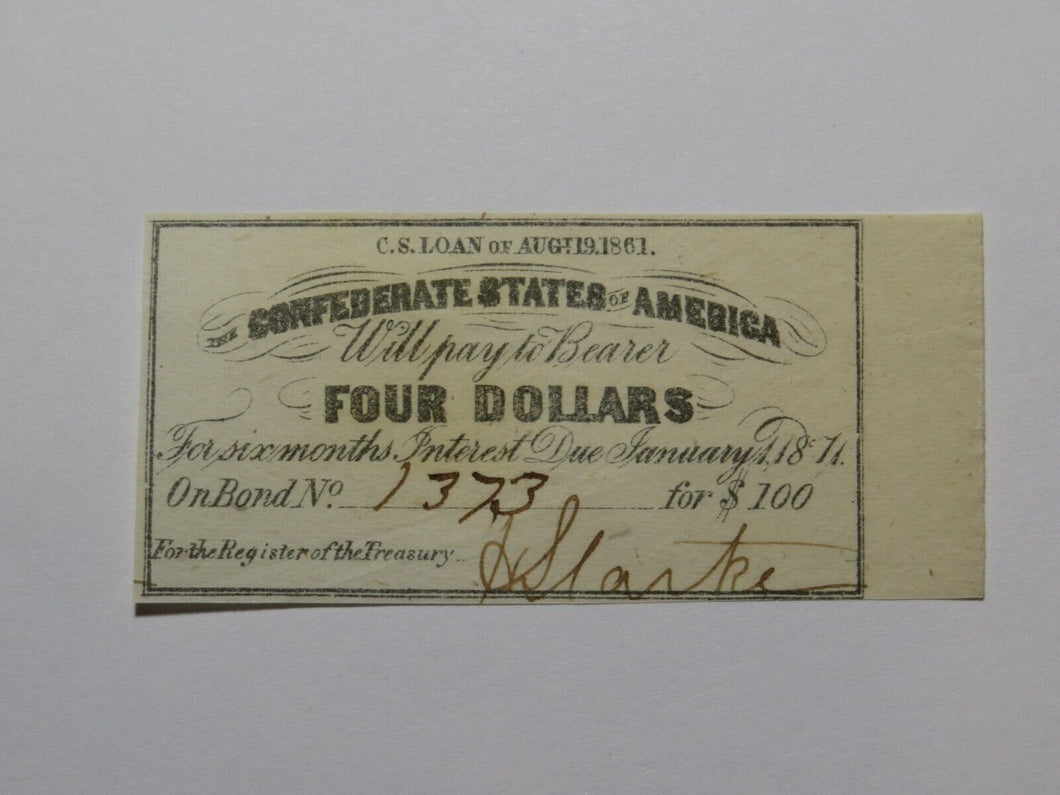 C. S. LOAN OF AUGT. 19. 1861.
THE CONFEDERATE STATES OF AMERICA
Will pay to Bearer
FOUR DOLLARS
For six months Interest Due January 1, 1871.
On Bond No. 1373 for $ 100
For the Register of the Treasury.